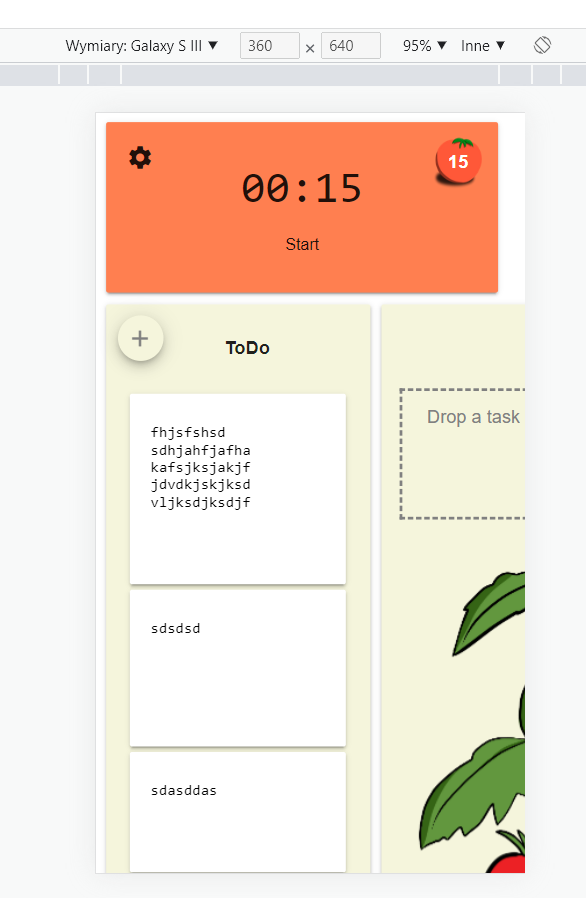 Wymiary: Galaxy S III ▼ 360 × 640 95% ▼ Inne ▼
15
00:15
Start
+
ToDo
Drop a task
fhjsfshsd
sdhjahfjafha
kafsjksjakjf
jdvdkjskjksd
vljksdjksdjf
sdsdsd
sdasddas